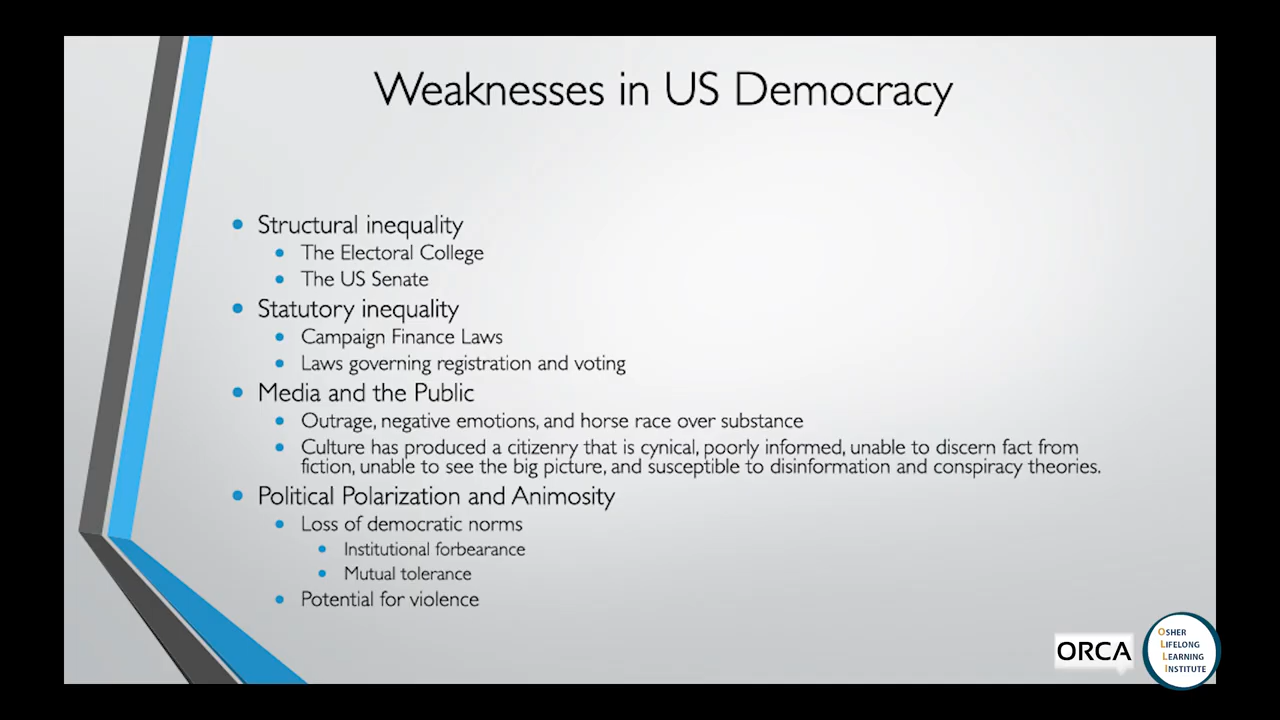 Weaknesses in US Democracy
• Structural inequality
• The Electoral College
• The US Senate
• Statutory inequality
• Campaign Finance Laws
• Laws governing registration and voting
• Media and the Public
• Outrage, negative emotions, and horse race over substance
• Culture has produced a citizenry that is cynical, poorly informed, unable to discern fact from
fiction, unable to see the big picture, and susceptible to disinformation and conspiracy theories.
• Political Polarization and Animosity
• Loss of democratic norms
• Institutional forbearance
• Mutual tolerance
• Potential for violence
ORCA
OSHER
LIFELONG
LEARNING
INSTITUTE